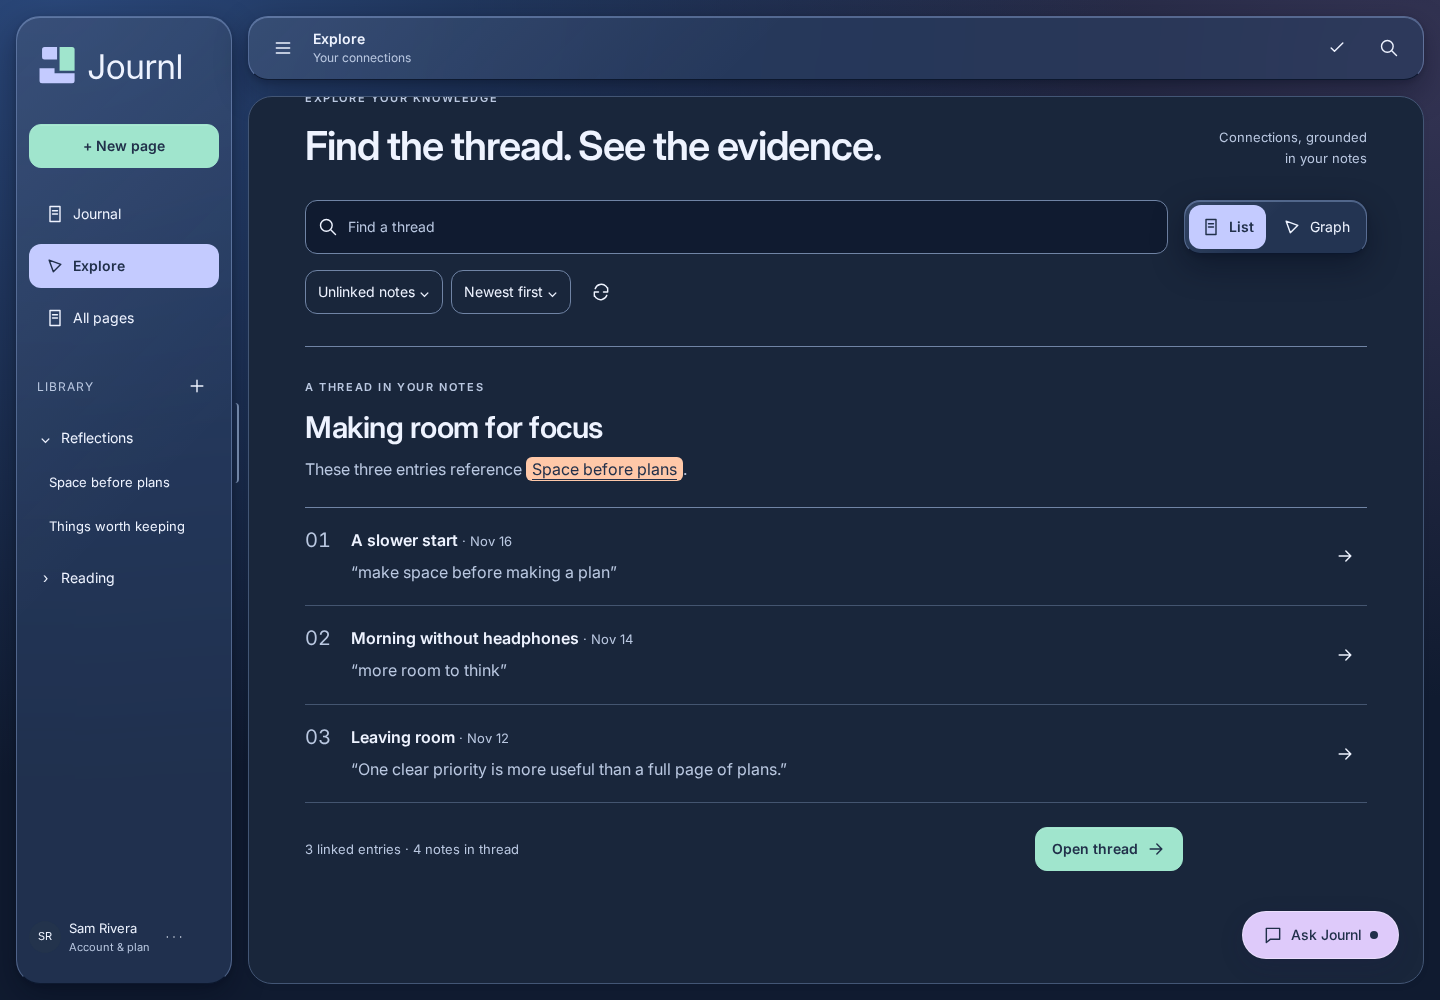 Journl
+ New page
Journal
Explore
All pages
LIBRARY
Reflections
Space before plans
Things worth keeping
Reading
SR
Sam Rivera
Account & plan
...
Explore
Your connections
EXPLORE YOUR KNOWLEDGE
Find the thread. See the evidence.
Connections, grounded
in your notes
Find a thread
List
Graph
Unlinked notes
Newest first
A THREAD IN YOUR NOTES
Making room for focus
These three entries reference Space before plans.
01 A slower start · Nov 16
“make space before making a plan”
02 Morning without headphones · Nov 14
“more room to think”
03 Leaving room · Nov 12
“One clear priority is more useful than a full page of plans.”
3 linked entries · 4 notes in thread
Open thread
Ask Journl